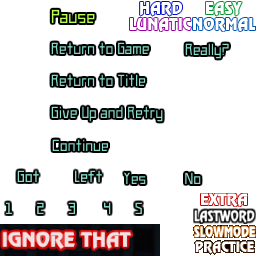 Pause
HARD EASY
LUNATIC NORMAL
Return to Game Really?
Return to Title
Give Up and Retry
Continue
Got Left Yes No
1 2 3 4 5
EXTRA
LASTWORD
SLOWMODE
PRACTICE
IGNORE THAT